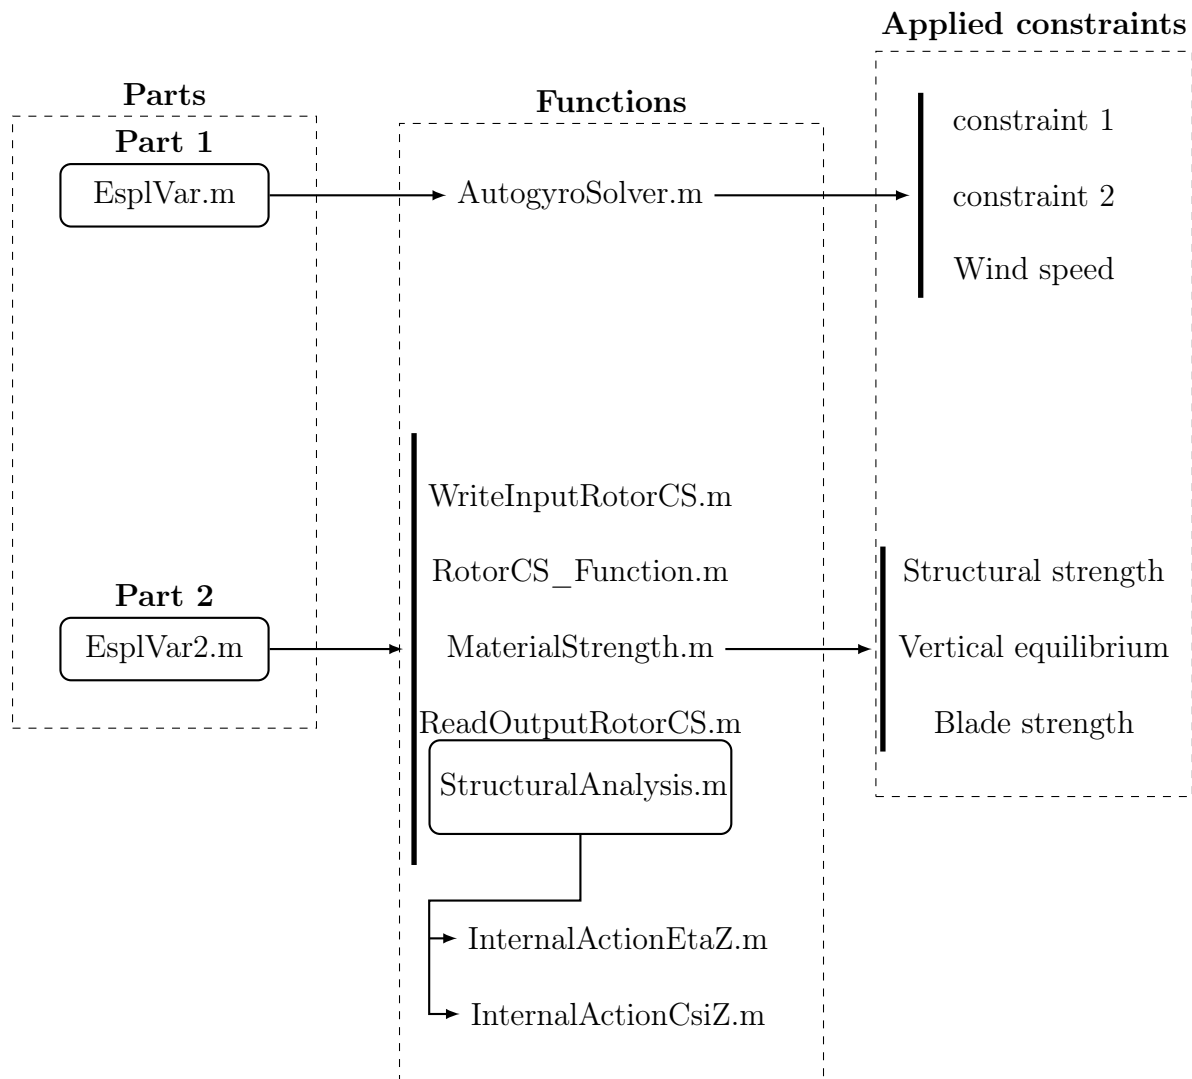 Applied constraints
Parts
Functions
Part 1
EsplVar.m
AutogyroSolver.m
constraint 1
constraint 2
Wind speed
WriteInputRotorCS.m
RotorCS_Function.m
MaterialStrength.m
ReadOutputRotorCS.m
StructuralAnalysis.m
InternalActionEtaZ.m
InternalActionCsiZ.m
Part 2
EsplVar2.m
Structural strength
Vertical equilibrium
Blade strength